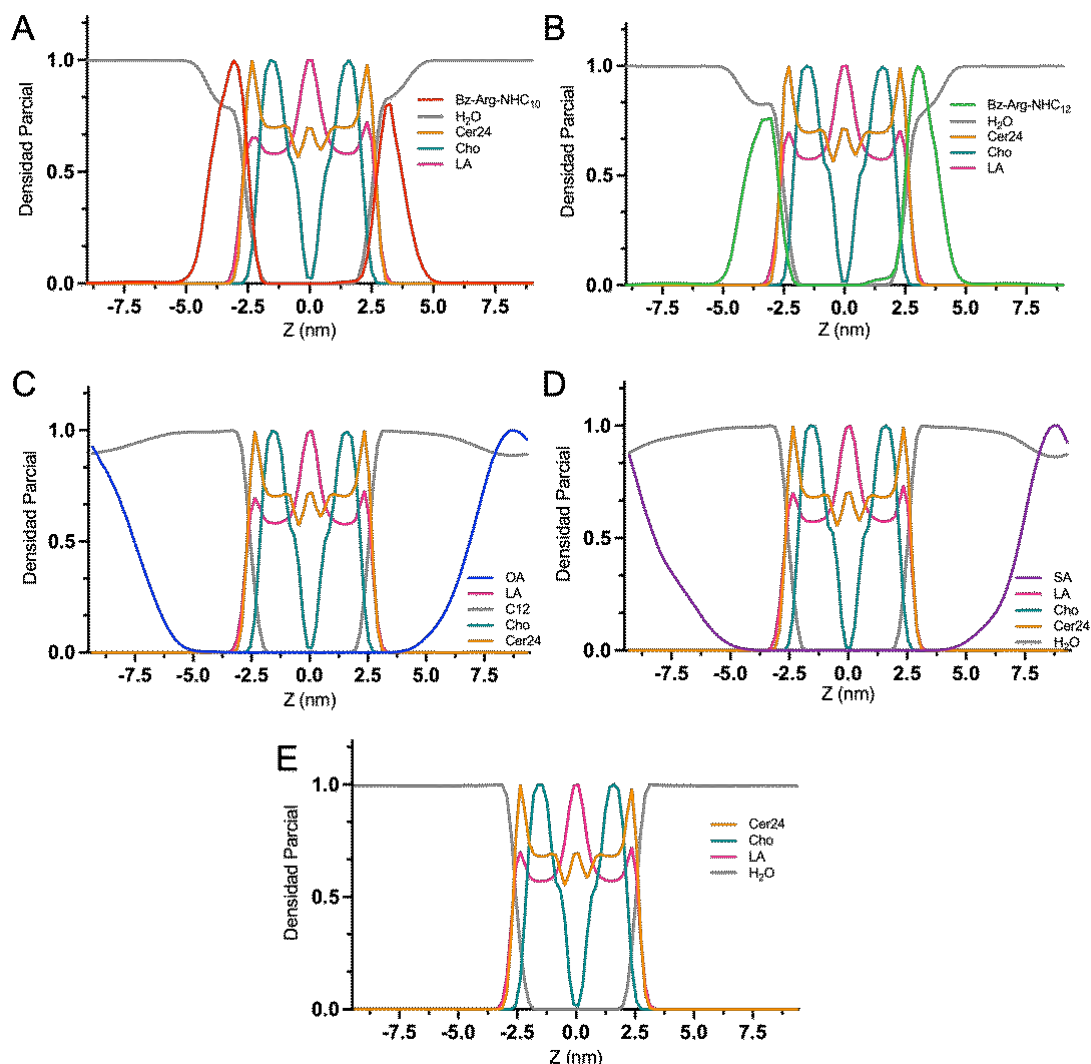 A
Densidad Parcial
1.0
0.5
0.0
-7.5 -5.0 -2.5 0.0 2.5 5.0 7.5
Z (nm)
Bz-Arg-NHC₁₀
H₂O
Cer24
Cho
LA
B
Densidad Parcial
1.0
0.5
0.0
-7.5 -5.0 -2.5 0.0 2.5 5.0 7.5
Z (nm)
Bz-Arg-NHC₁₂
H₂O
Cer24
Cho
LA
C
Densidad Parcial
1.0
0.5
0.0
-7.5 -5.0 -2.5 0.0 2.5 5.0 7.5
Z (nm)
OA
LA
C12
Cho
Cer24
D
Densidad Parcial
1.0
0.5
0.0
-7.5 -5.0 -2.5 0.0 2.5 5.0 7.5
Z (nm)
SA
LA
Cho
Cer24
H₂O
E
Densidad Parcial
1.0
0.5
0.0
-7.5 -5.0 -2.5 0.0 2.5 5.0 7.5
Z (nm)
Cer24
Cho
LA
H₂O